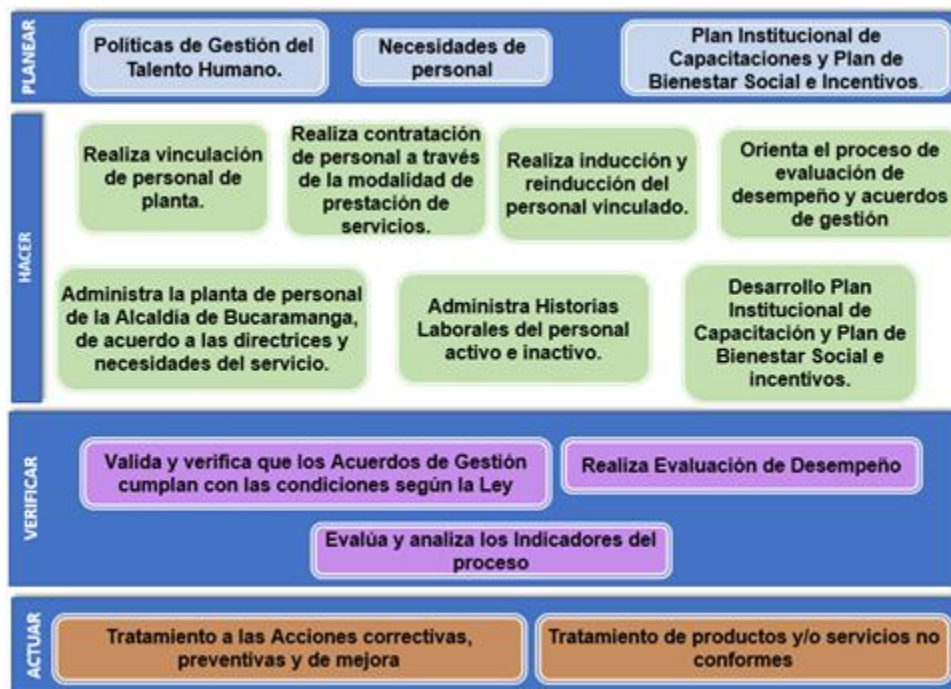 PLANEAR
Políticas de Gestión del
Talento Humano.
Necesidades de
personal
Plan Institucional de
Capacitaciones y Plan de
Bienestar Social e Incentivos.
HACER
Realiza vinculación
de personal de
planta.
Realiza contratación
de personal a través
de la modalidad de
prestación de
servicios.
Realiza inducción y
reinducción del
personal vinculado.
Orienta el proceso de
evaluación de
desempeño y acuerdos
de gestión
Administra la planta de personal
de la Alcaldía de Bucaramanga,
de acuerdo a las directrices y
necesidades del servicio.
Administra Historias
Laborales del personal
activo e inactivo.
Desarrollo Plan
Institucional de
Capacitación y Plan de
Bienestar Social e
incentivos.
VERIFICAR
Valida y verifica que los Acuerdos de Gestión
cumplan con las condiciones según la Ley
Realiza Evaluación de Desempeño
Evalúa y analiza los Indicadores del
proceso
ACTUAR
Tratamiento a las Acciones correctivas,
preventivas y de mejora
Tratamiento de productos y/o servicios no
conformes